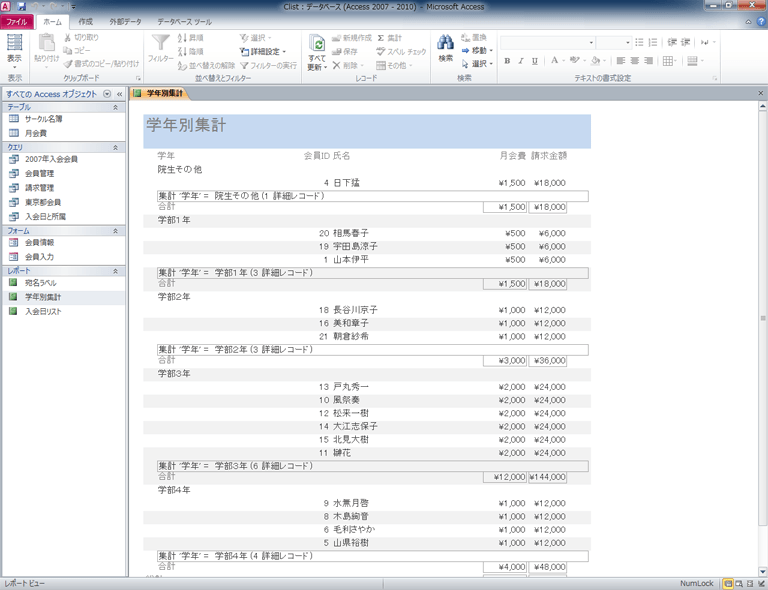 Clist : データベース (Access 2007 - 2010) - Microsoft Access
ファイル ホーム 作成 外部データ データベース ツール
表示
貼り付け
切り取り
コピー
書式のコピー/貼り付け
フィルター
昇順
降順
並べ替えの解除
選択
詳細設定
フィルターの実行
すべて
更新
新規作成
保存
削除
集計
スペル チェック
その他
検索
置換
移動
選択
B I U A
表示 クリップボード 並べ替えとフィルター レコード 検索 テキストの書式設定
すべての Access オブジェクト
テーブル
サークル名簿
月会費
クエリ
2007年入会会員
会員管理
請求管理
東京都会員
入会日と所属
フォーム
会員情報
会員入力
レポート
宛名ラベル
学年別集計
入会日リスト
学年別集計
学年別集計
学年 会員ID 氏名 月会費 請求金額
院生その他
4 日下猛 ¥1,500 ¥18,000
集計 '学年' = 院生その他 (1 詳細レコード)
合計 ¥1,500 ¥18,000
学部1年
20 相馬春子 ¥500 ¥6,000
19 宇田島涼子 ¥500 ¥6,000
1 山本伊平 ¥500 ¥6,000
集計 '学年' = 学部1年 (3 詳細レコード)
合計 ¥1,500 ¥18,000
学部2年
18 長谷川京子 ¥1,000 ¥12,000
16 美和章子 ¥1,000 ¥12,000
21 朝倉紗希 ¥1,000 ¥12,000
集計 '学年' = 学部2年 (3 詳細レコード)
合計 ¥3,000 ¥36,000
学部3年
13 戸丸秀一 ¥2,000 ¥24,000
10 風祭奏 ¥2,000 ¥24,000
12 松来一樹 ¥2,000 ¥24,000
14 大江志保子 ¥2,000 ¥24,000
15 北見大樹 ¥2,000 ¥24,000
11 榊花 ¥2,000 ¥24,000
集計 '学年' = 学部3年 (6 詳細レコード)
合計 ¥12,000 ¥144,000
学部4年
9 水無月啓 ¥1,000 ¥12,000
8 木島絢音 ¥1,000 ¥12,000
6 毛利さやか ¥1,000 ¥12,000
5 山県裕樹 ¥1,000 ¥12,000
集計 '学年' = 学部4年 (4 詳細レコード)
合計 ¥4,000 ¥48,000
レポート ビュー NumLock